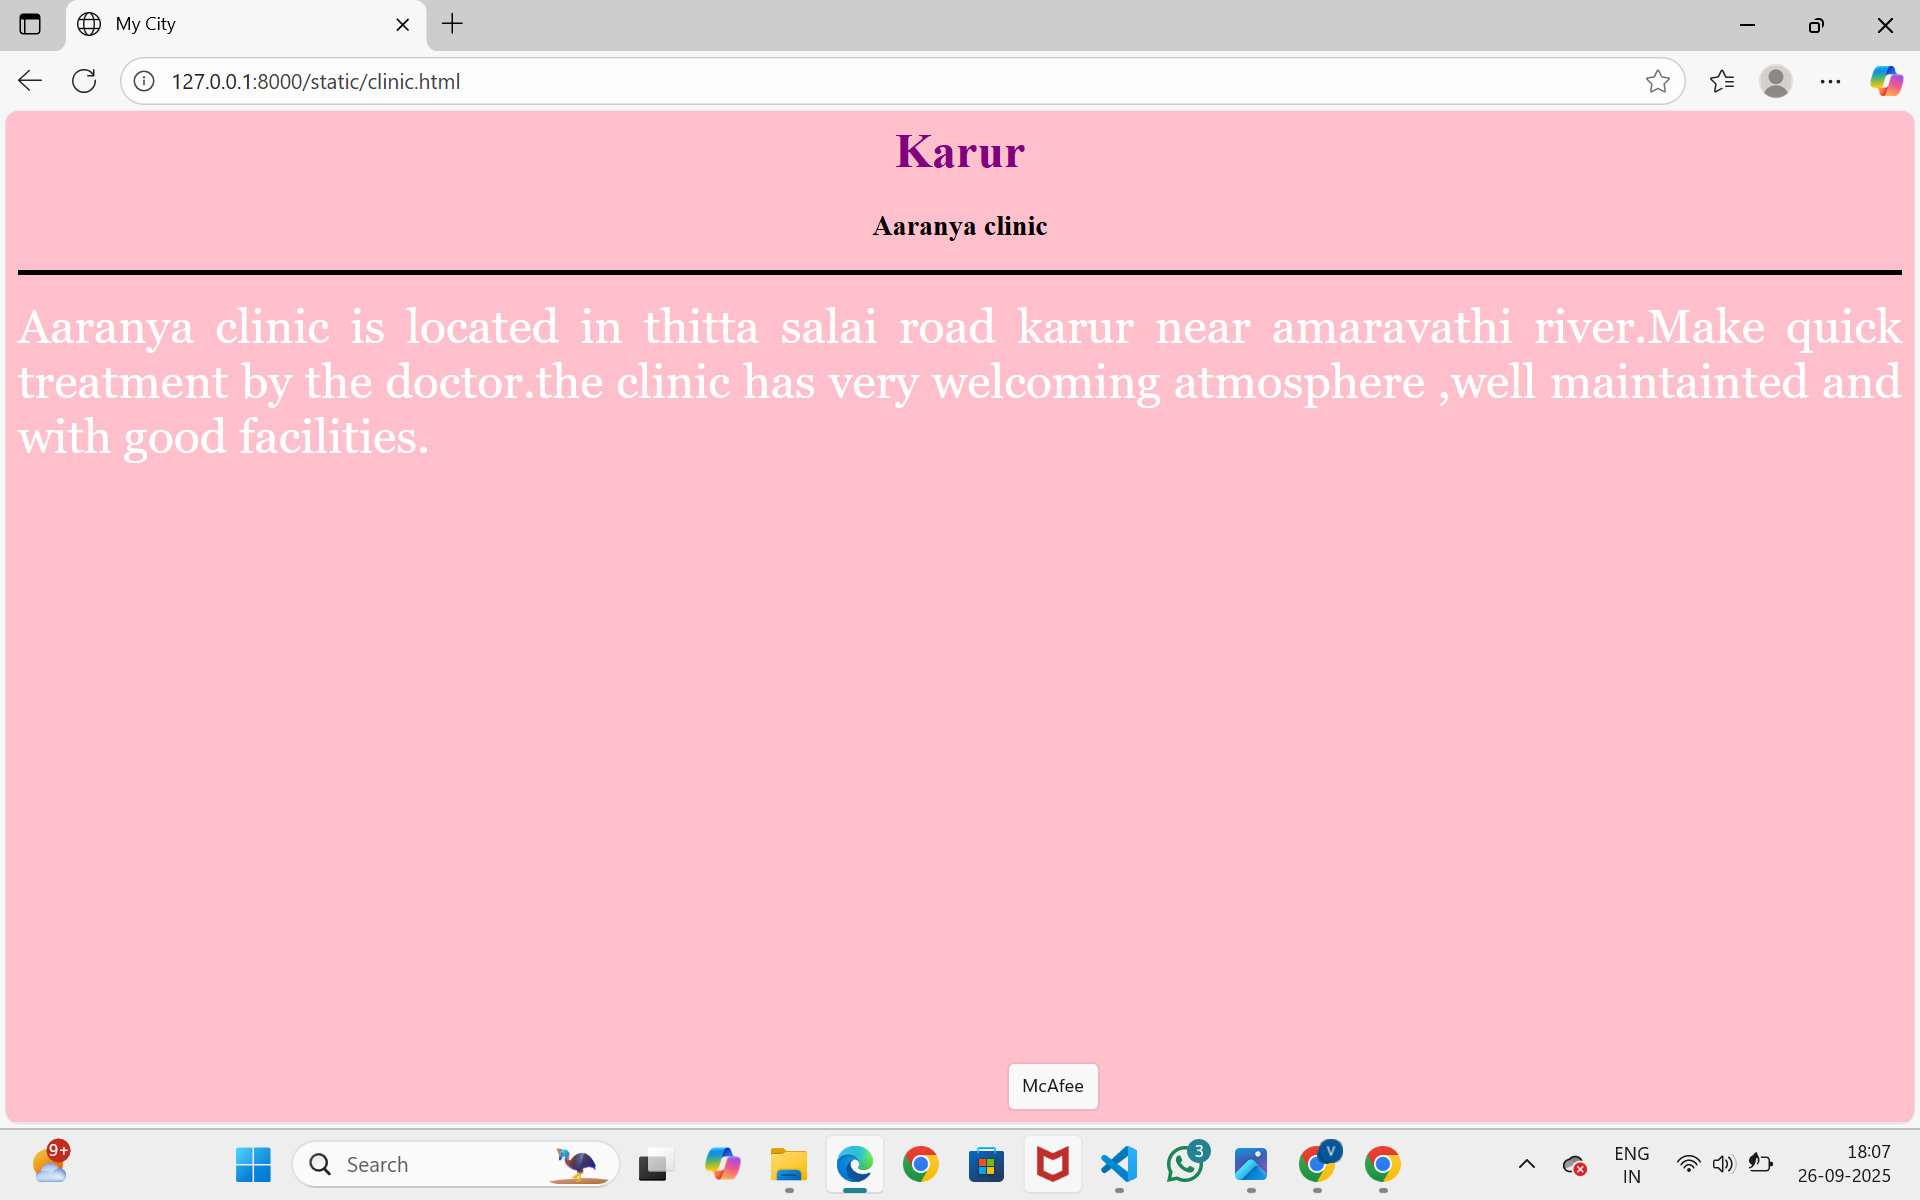 My City
127.0.0.1:8000/static/clinic.html
Karur
Aaranya clinic
Aaranya clinic is located in thitta salai road karur near amaravathi river.Make quick
treatment by the doctor.the clinic has very welcoming atmosphere ,well maintainted and
with good facilities.
McAfee
9+
Search
3
V
ENG
IN
18:07
26-09-2025